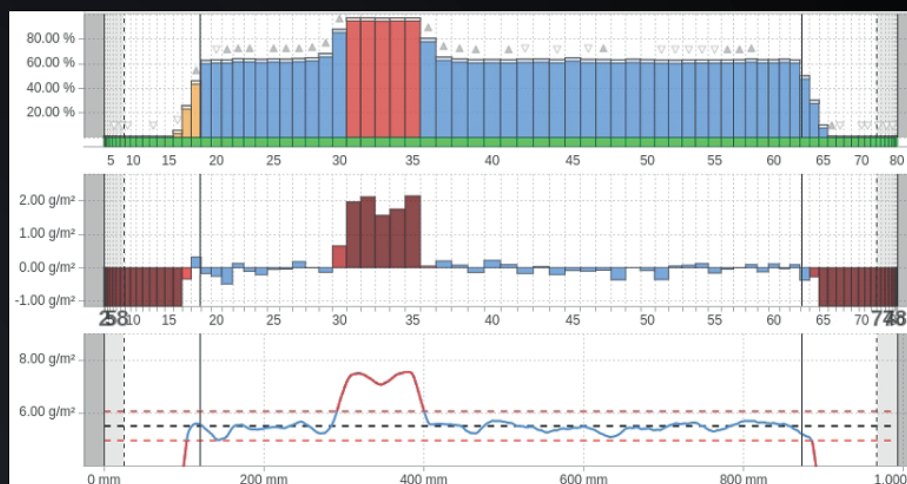 80.00 %
60.00 %
40.00 %
20.00 %
5 10 15 20 25 30 35 40 45 50 55 60 65 70 80
2.00 g/m²
1.00 g/m²
0.00 g/m²
-1.00 g/m²
10 15 20 25 30 35 40 45 50 55 60 65 70
8.00 g/m²
6.00 g/m²
0 mm 200 mm 400 mm 600 mm 800 mm 1.000